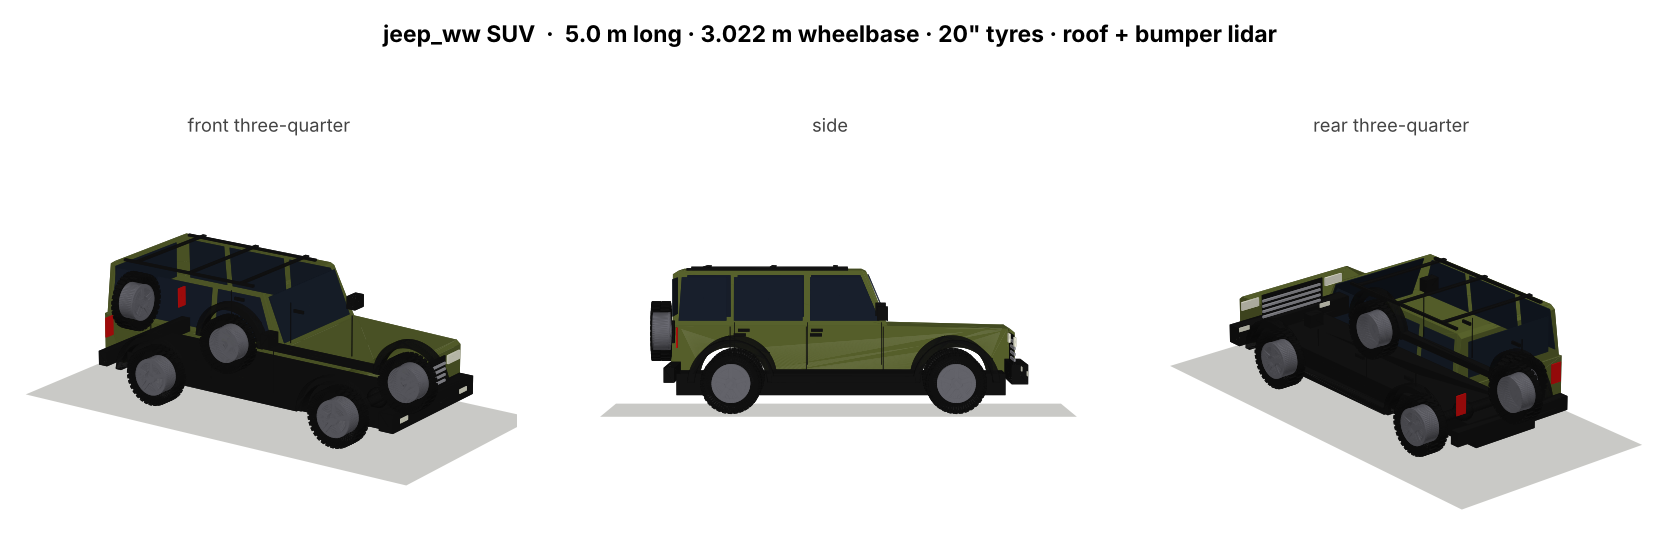 jeep_ww SUV · 5.0 m long · 3.022 m wheelbase · 20" tyres · roof + bumper lidar
front three-quarter
side
rear three-quarter